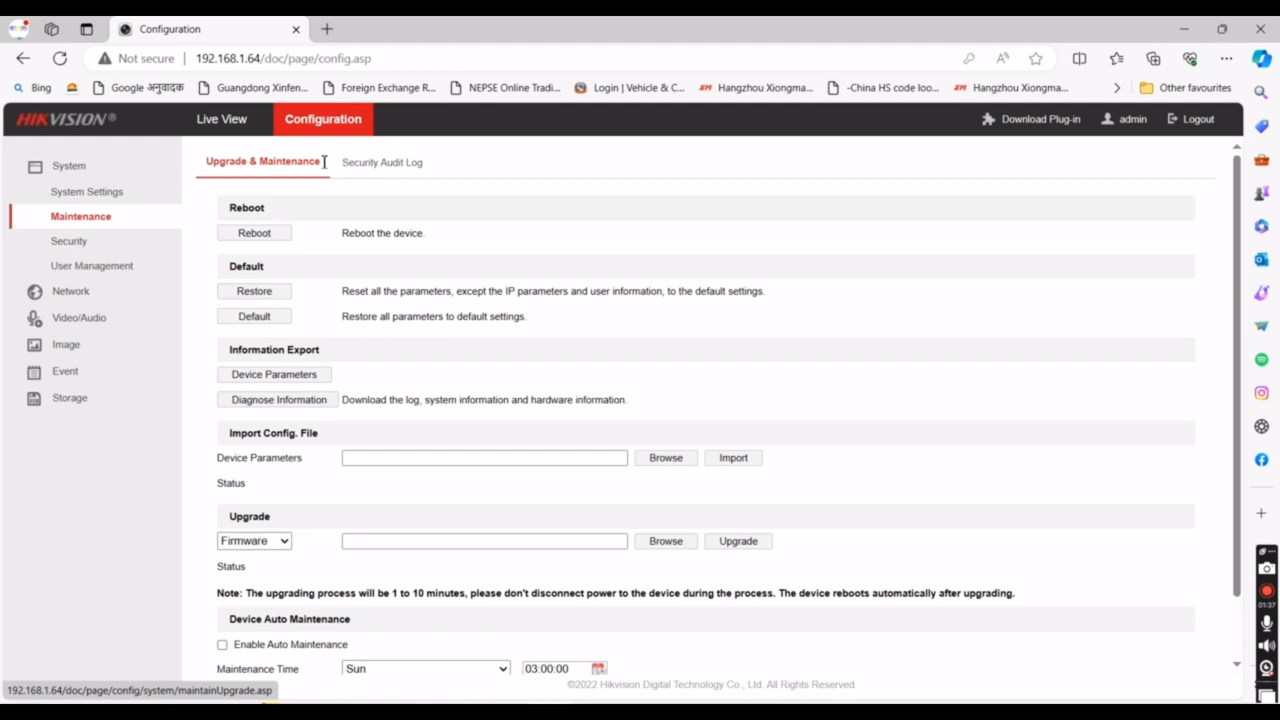 Configuration
Not secure | 192.168.1.64/doc/page/config.asp
Bing Google अनुवादक Guangdong Xinfen... Foreign Exchange R... NEPSE Online Tradi... Login | Vehicle & C... Hangzhou Xiongma... -China HS code loo... Hangzhou Xiongma... Other favourites
HIKVISION® Live View Configuration Download Plug-in admin Logout
System
System Settings
Maintenance
Security
User Management
Network
Video/Audio
Image
Event
Storage
Upgrade & Maintenance Security Audit Log
Reboot
Reboot Reboot the device.
Default
Restore Reset all the parameters, except the IP parameters and user information, to the default settings.
Default Restore all parameters to default settings.
Information Export
Device Parameters
Diagnose Information Download the log, system information and hardware information.
Import Config. File
Device Parameters Browse Import
Status
Upgrade
Firmware Browse Upgrade
Status
Note: The upgrading process will be 1 to 10 minutes, please don't disconnect power to the device during the process. The device reboots automatically after upgrading.
Device Auto Maintenance
Enable Auto Maintenance
Maintenance Time Sun 03:00:00
©2022 Hikvision Digital Technology Co., Ltd. All Rights Reserved.
192.168.1.64/doc/page/config/system/maintainUpgrade.asp
01:37